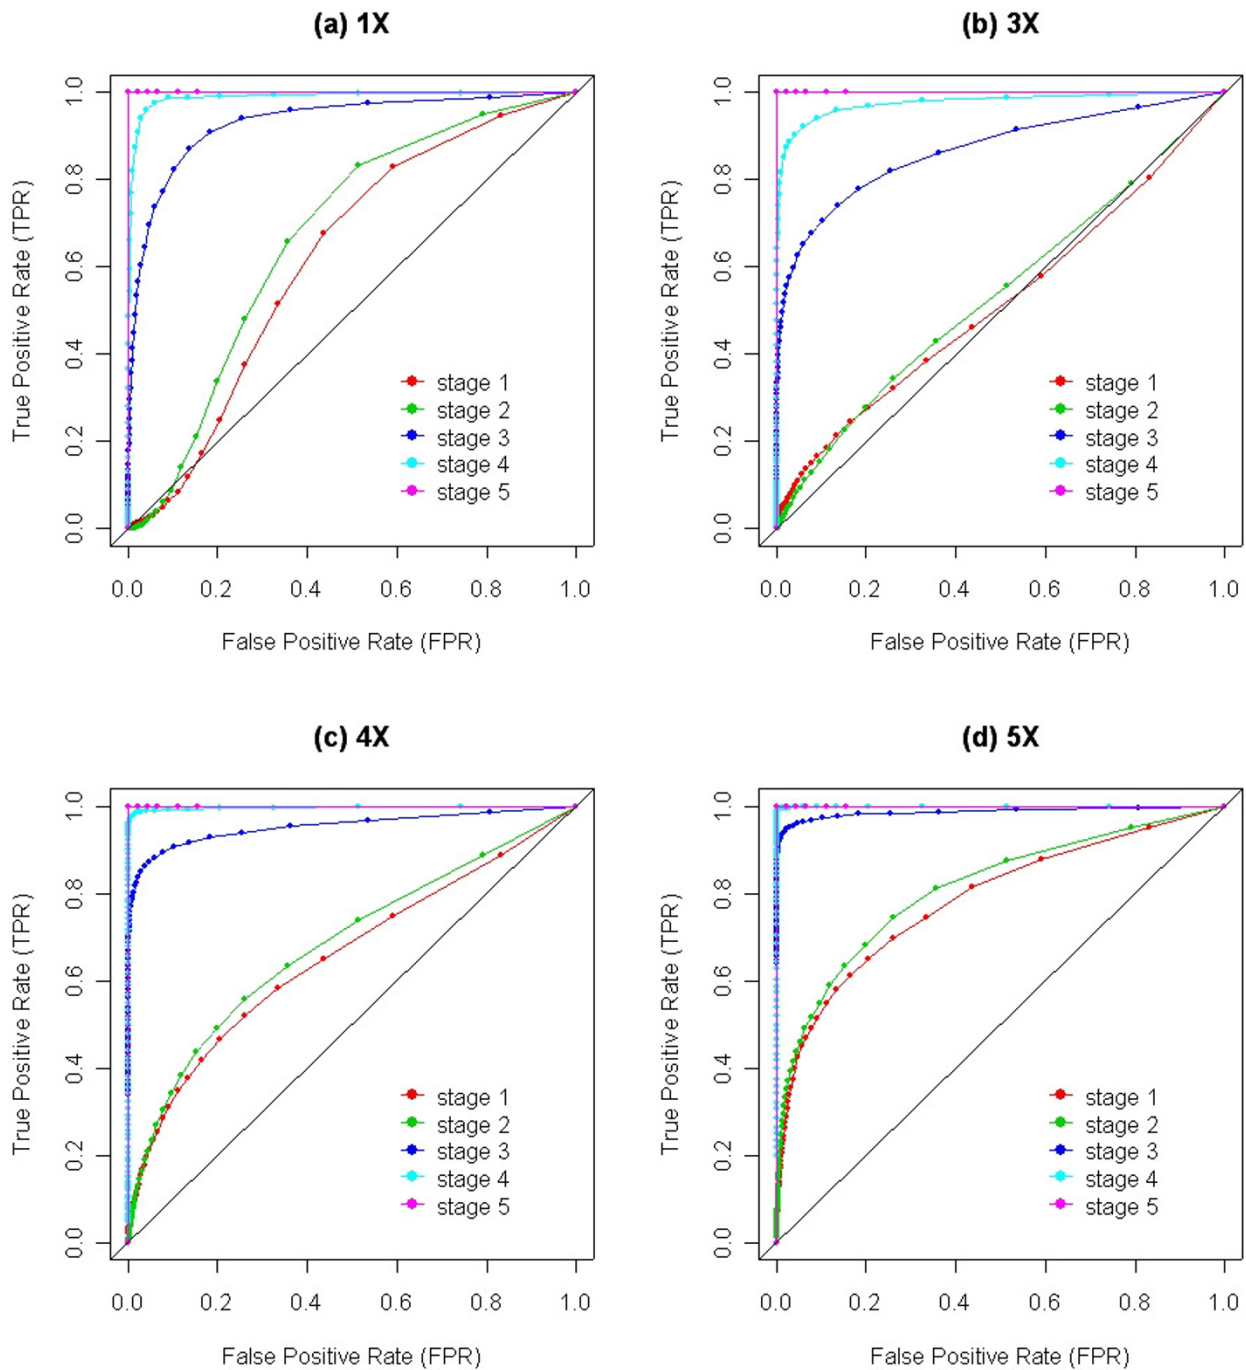 (a) 1X
True Positive Rate (TPR)
1.0
0.8
0.6
0.4
0.2
0.0
stage 1
stage 2
stage 3
stage 4
stage 5
0.0 0.2 0.4 0.6 0.8 1.0
False Positive Rate (FPR)
(b) 3X
True Positive Rate (TPR)
1.0
0.8
0.6
0.4
0.2
0.0
stage 1
stage 2
stage 3
stage 4
stage 5
0.0 0.2 0.4 0.6 0.8 1.0
False Positive Rate (FPR)
(c) 4X
True Positive Rate (TPR)
1.0
0.8
0.6
0.4
0.2
0.0
stage 1
stage 2
stage 3
stage 4
stage 5
0.0 0.2 0.4 0.6 0.8 1.0
False Positive Rate (FPR)
(d) 5X
True Positive Rate (TPR)
1.0
0.8
0.6
0.4
0.2
0.0
stage 1
stage 2
stage 3
stage 4
stage 5
0.0 0.2 0.4 0.6 0.8 1.0
False Positive Rate (FPR)